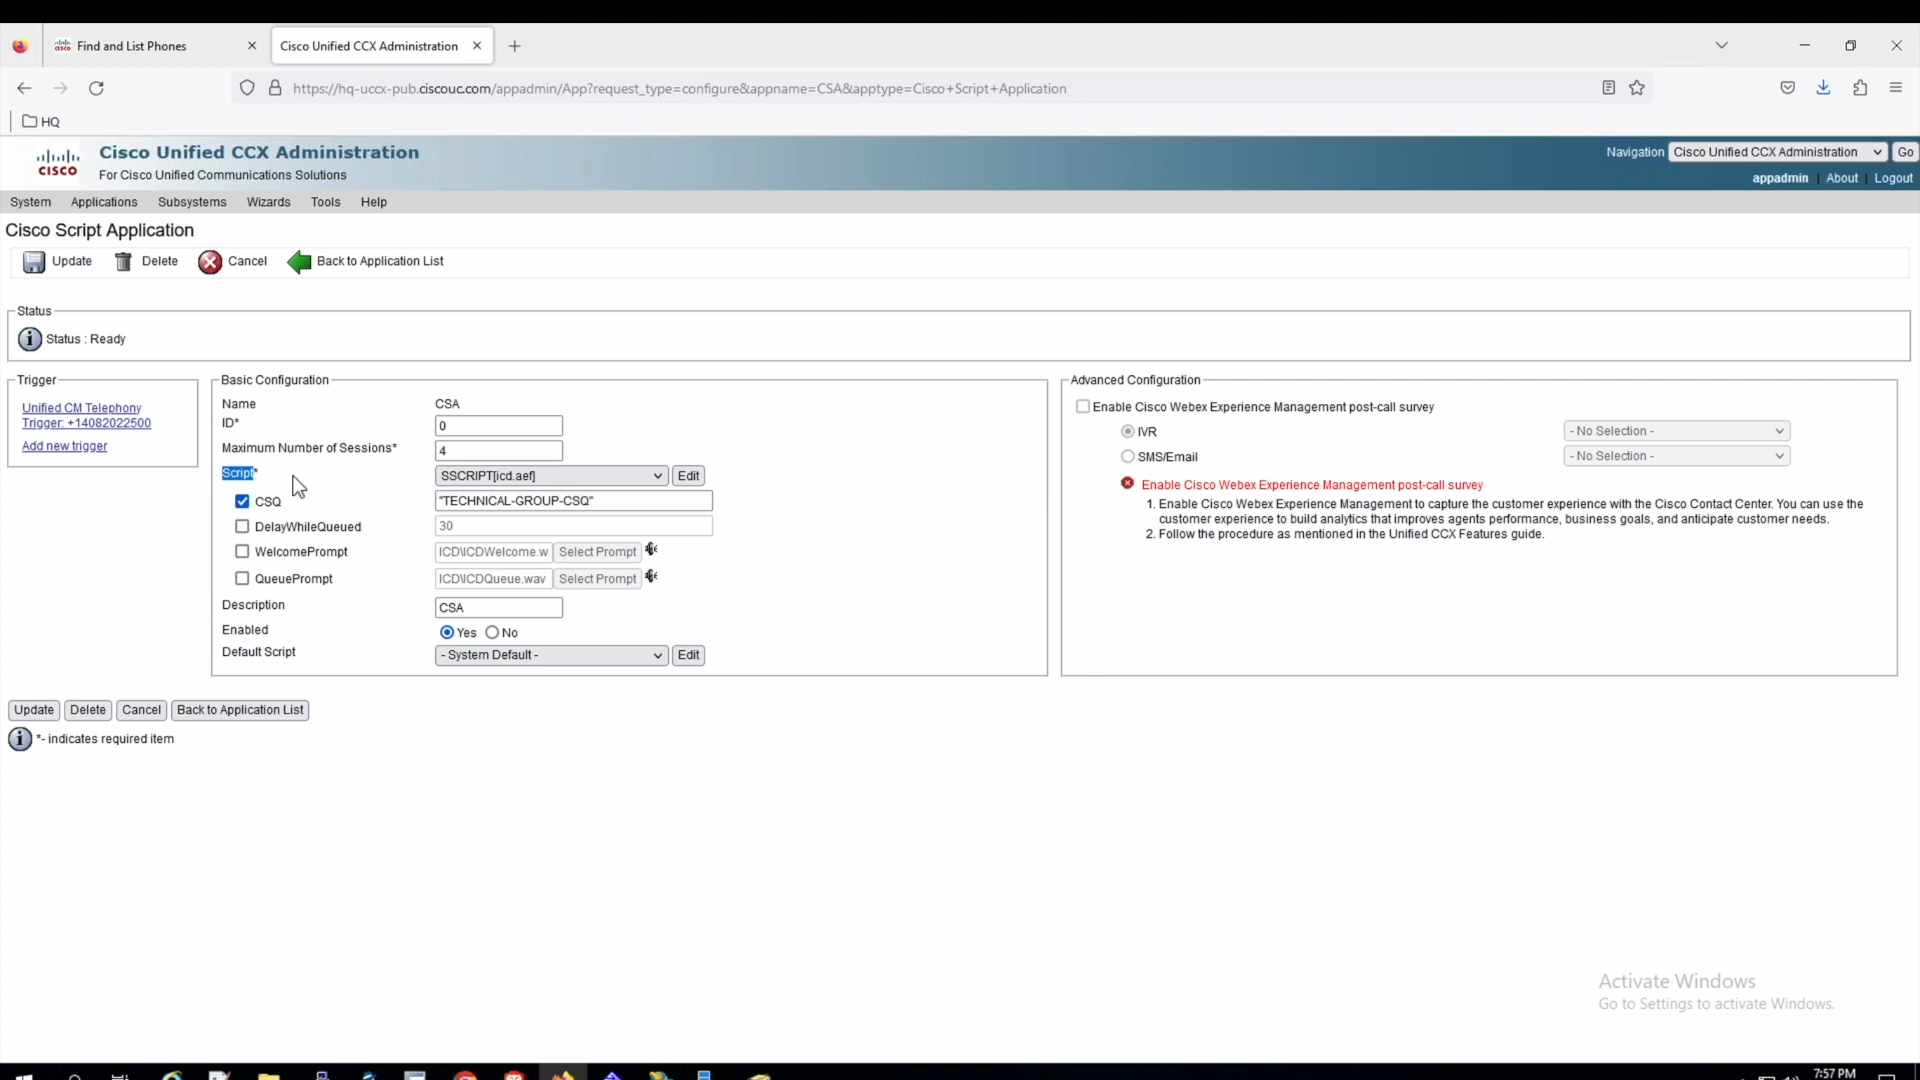 Find and List Phones
Cisco Unified CCX Administration
https://hq-uccx-pub.ciscouc.com/appadmin/App?request_type=configure&appname=CSA&apptype=Cisco+Script+Application
HQ
cisco
Cisco Unified CCX Administration
For Cisco Unified Communications Solutions
Navigation Cisco Unified CCX Administration Go
appadmin | About | Logout
System Applications Subsystems Wizards Tools Help
Cisco Script Application
Update Delete Cancel Back to Application List
Status
Status : Ready
Trigger
Unified CM Telephony
Trigger: +14082022500
Add new trigger
Basic Configuration
Name CSA
ID* 0
Maximum Number of Sessions* 4
Script* SSCRIPT[icd.aef] Edit
CSQ "TECHNICAL-GROUP-CSQ"
DelayWhileQueued 30
WelcomePrompt ICD\ICDWelcome.w Select Prompt
QueuePrompt ICD\ICDQueue.wav Select Prompt
Description CSA
Enabled Yes No
Default Script - System Default - Edit
Advanced Configuration
Enable Cisco Webex Experience Management post-call survey
IVR - No Selection -
SMS/Email - No Selection -
Enable Cisco Webex Experience Management post-call survey
1. Enable Cisco Webex Experience Management to capture the customer experience with the Cisco Contact Center. You can use the
customer experience to build analytics that improves agents performance, business goals, and anticipate customer needs.
2. Follow the procedure as mentioned in the Unified CCX Features guide.
Update Delete Cancel Back to Application List
*- indicates required item
Activate Windows
Go to Settings to activate Windows.
7:57 PM